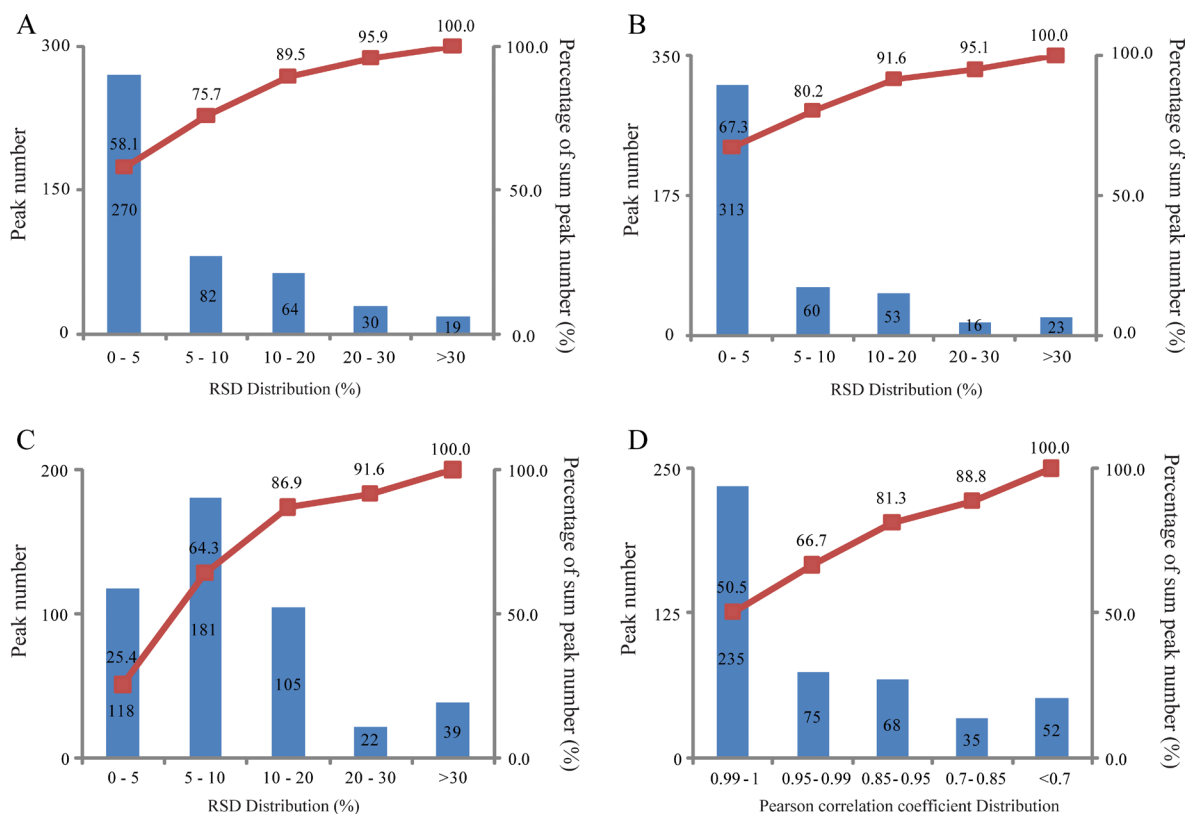 A
300
150
0
Peak number
58.1
75.7
89.5
95.9
100.0
270
82
64
30
19
100.0
50.0
0.0
Percentage of sum peak number (%)
0 - 5
5 - 10
10 - 20
20 - 30
>30
RSD Distribution (%)
B
350
175
0
Peak number
67.3
80.2
91.6
95.1
100.0
313
60
53
16
23
100.0
50.0
0.0
Percentage of sum peak number (%)
0 - 5
5 - 10
10 - 20
20 - 30
>30
RSD Distribution (%)
C
200
100
0
Peak number
25.4
64.3
86.9
91.6
100.0
118
181
105
22
39
100.0
50.0
0.0
Percentage of sum peak number (%)
0 - 5
5 - 10
10 - 20
20 - 30
>30
RSD Distribution (%)
D
250
125
0
Peak number
50.5
66.7
81.3
88.8
100.0
235
75
68
35
52
100.0
50.0
0.0
Percentage of sum peak number (%)
0.99 - 1
0.95 - 0.99
0.85 - 0.95
0.7 - 0.85
<0.7
Pearson correlation coefficient Distribution